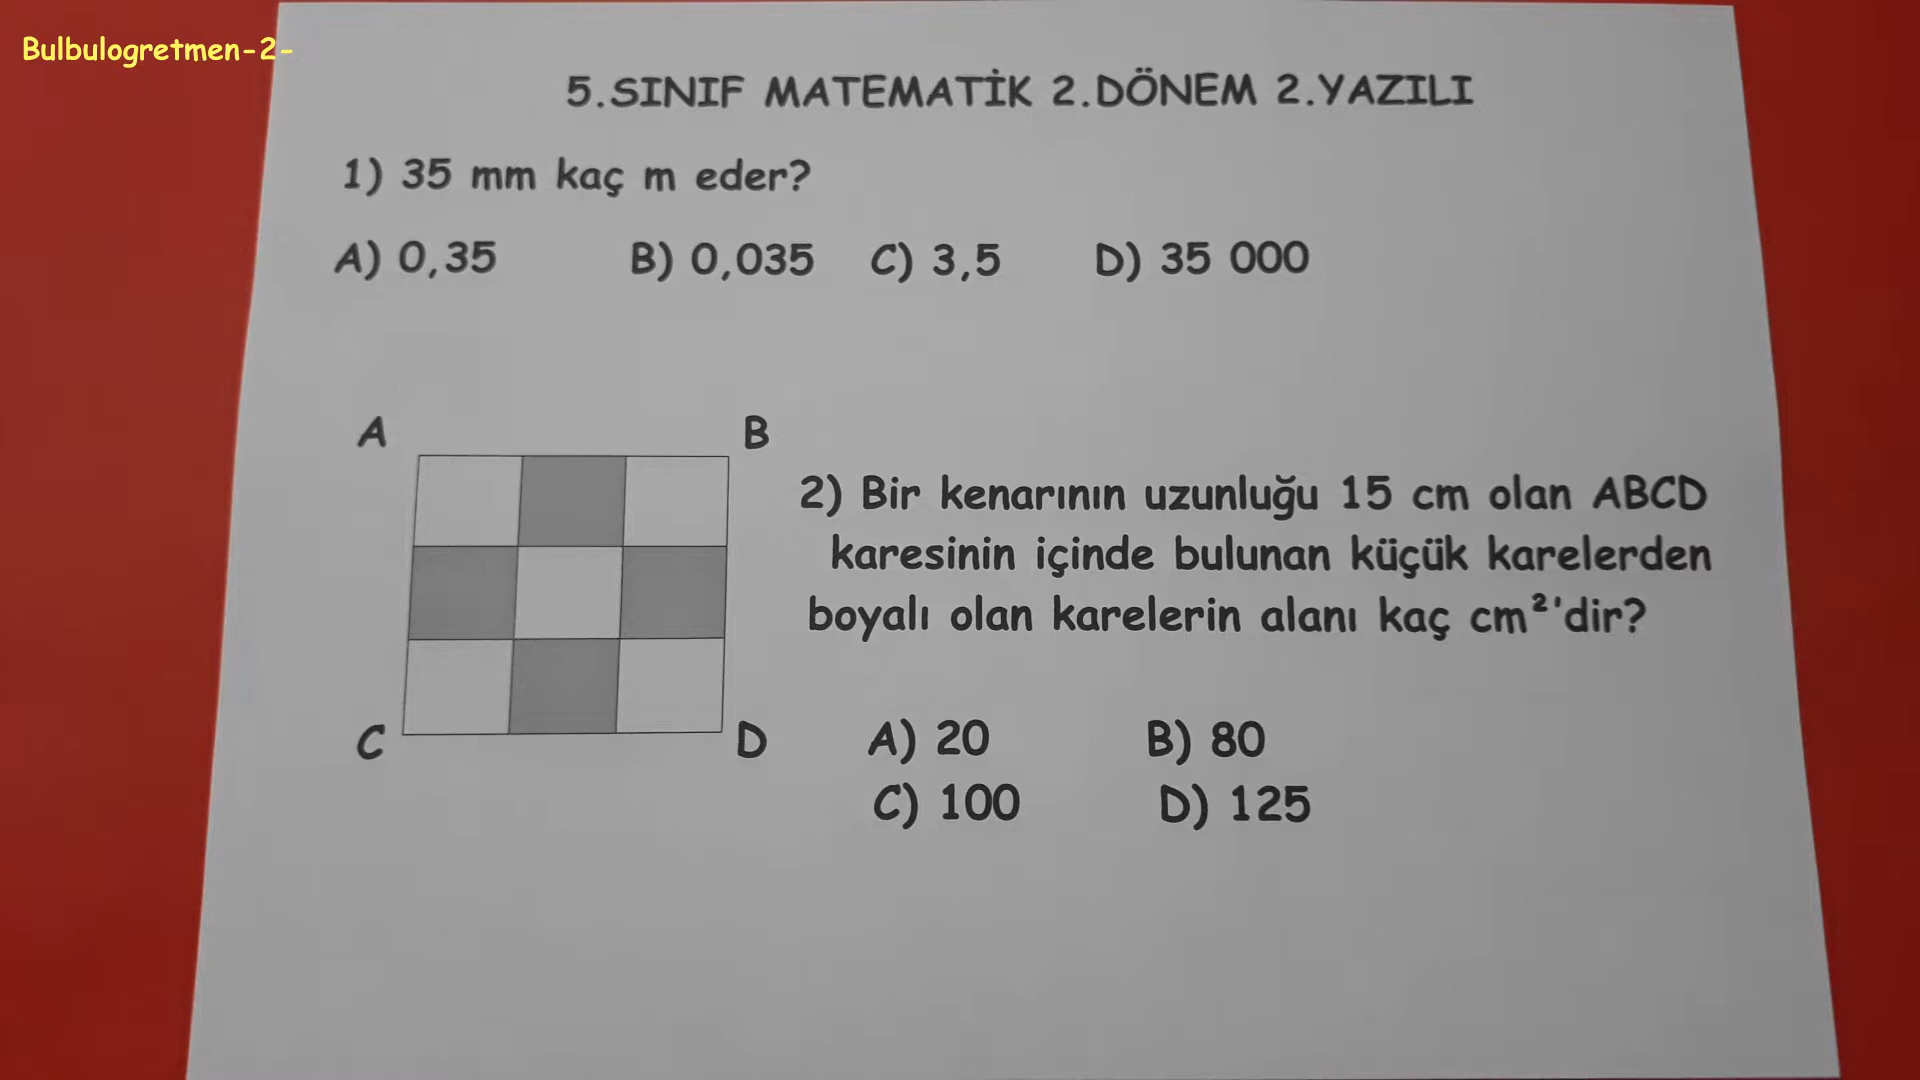 Bulbulogretmen-2-
5.SINIF MATEMATİK 2.DÖNEM 2.YAZILI
1) 35 mm kaç m eder?
A) 0,35 B) 0,035 C) 3,5 D) 35 000
A B
2) Bir kenarının uzunluğu 15 cm olan ABCD
karesinin içinde bulunan küçük karelerden
boyalı olan karelerin alanı kaç cm²'dir?
C D
A) 20 B) 80
C) 100 D) 125